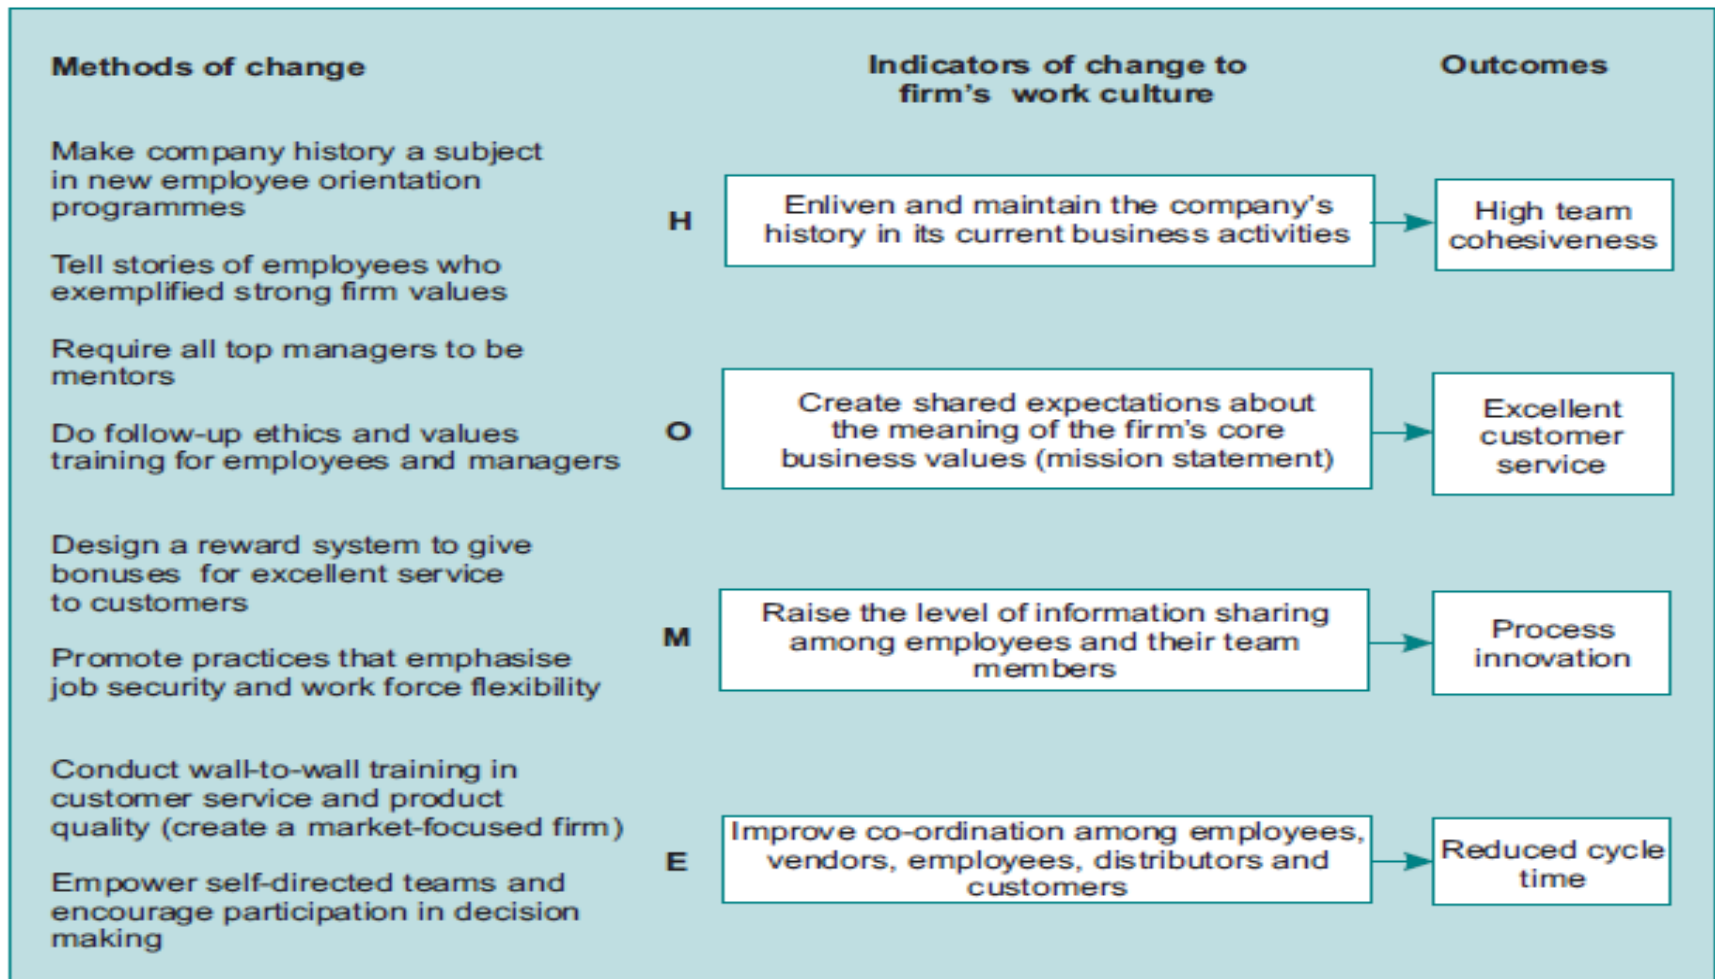 Methods of change
Make company history a subject
in new employee orientation
programmes
Tell stories of employees who
exemplified strong firm values
Require all top managers to be
mentors
Do follow-up ethics and values
training for employees and managers
Design a reward system to give
bonuses for excellent service
to customers
Promote practices that emphasise
job security and work force flexibility
Conduct wall-to-wall training in
customer service and product
quality (create a market-focused firm)
Empower self-directed teams and
encourage participation in decision
making
Indicators of change to
firm's work culture
H
Enliven and maintain the company's
history in its current business activities
O
Create shared expectations about
the meaning of the firm's core
business values (mission statement)
M
Raise the level of information sharing
among employees and their team
members
E
Improve co-ordination among employees,
vendors, employees, distributors and
customers
Outcomes
High team
cohesiveness
Excellent
customer
service
Process
innovation
Reduced cycle
time